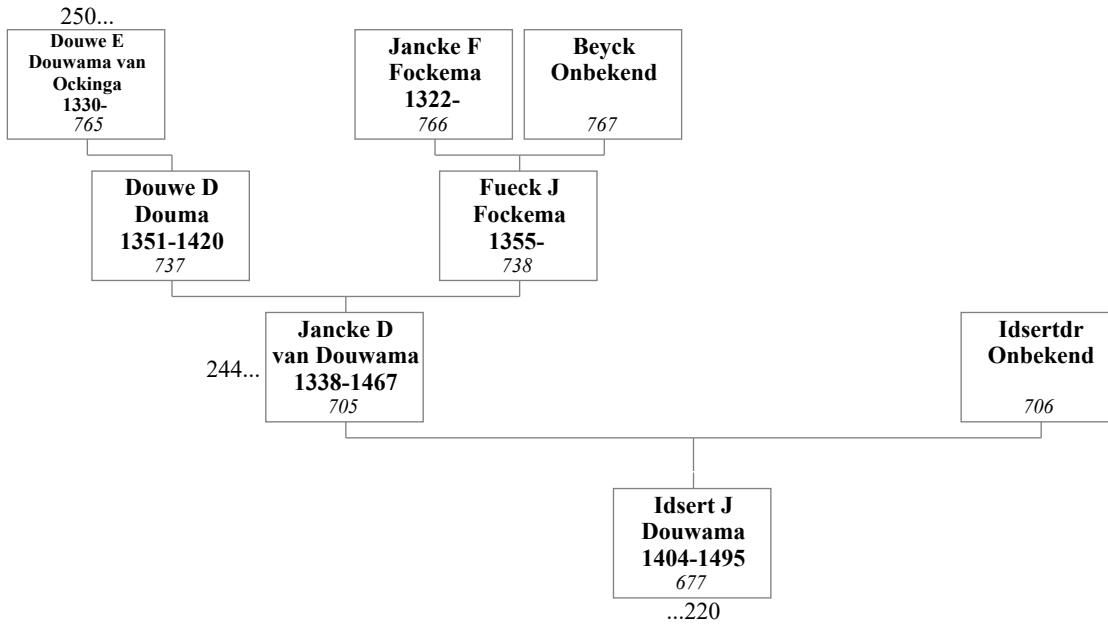 250...
Douwe E
Douwama van
Ockinga
1330-
765
Jancke F
Fockema
1322-
766
Beyck
Onbekend
767
Douwe D
Douma
1351-1420
737
Fueck J
Fockema
1355-
738
244...
Jancke D
van Douwama
1338-1467
705
Idsertdr
Onbekend
706
Idsert J
Douwama
1404-1495
677
...220